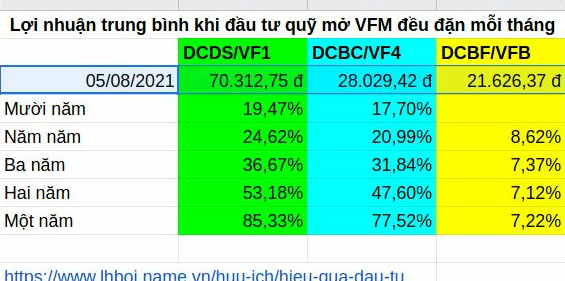 Lợi nhuận trung bình khi đầu tư quỹ mở VFM đều đặn mỗi tháng
DCDS/VF1 DCBC/VF4 DCBF/VFB
05/08/2021 70.312,75 đ 28.029,42 đ 21.626,37 đ
Mười năm 19,47% 17,70%
Năm năm 24,62% 20,99% 8,62%
Ba năm 36,67% 31,84% 7,37%
Hai năm 53,18% 47,60% 7,12%
Một năm 85,33% 77,52% 7,22%
https://www.lhboi.name.vn/huu-ich/hieu-qua-dau-tu